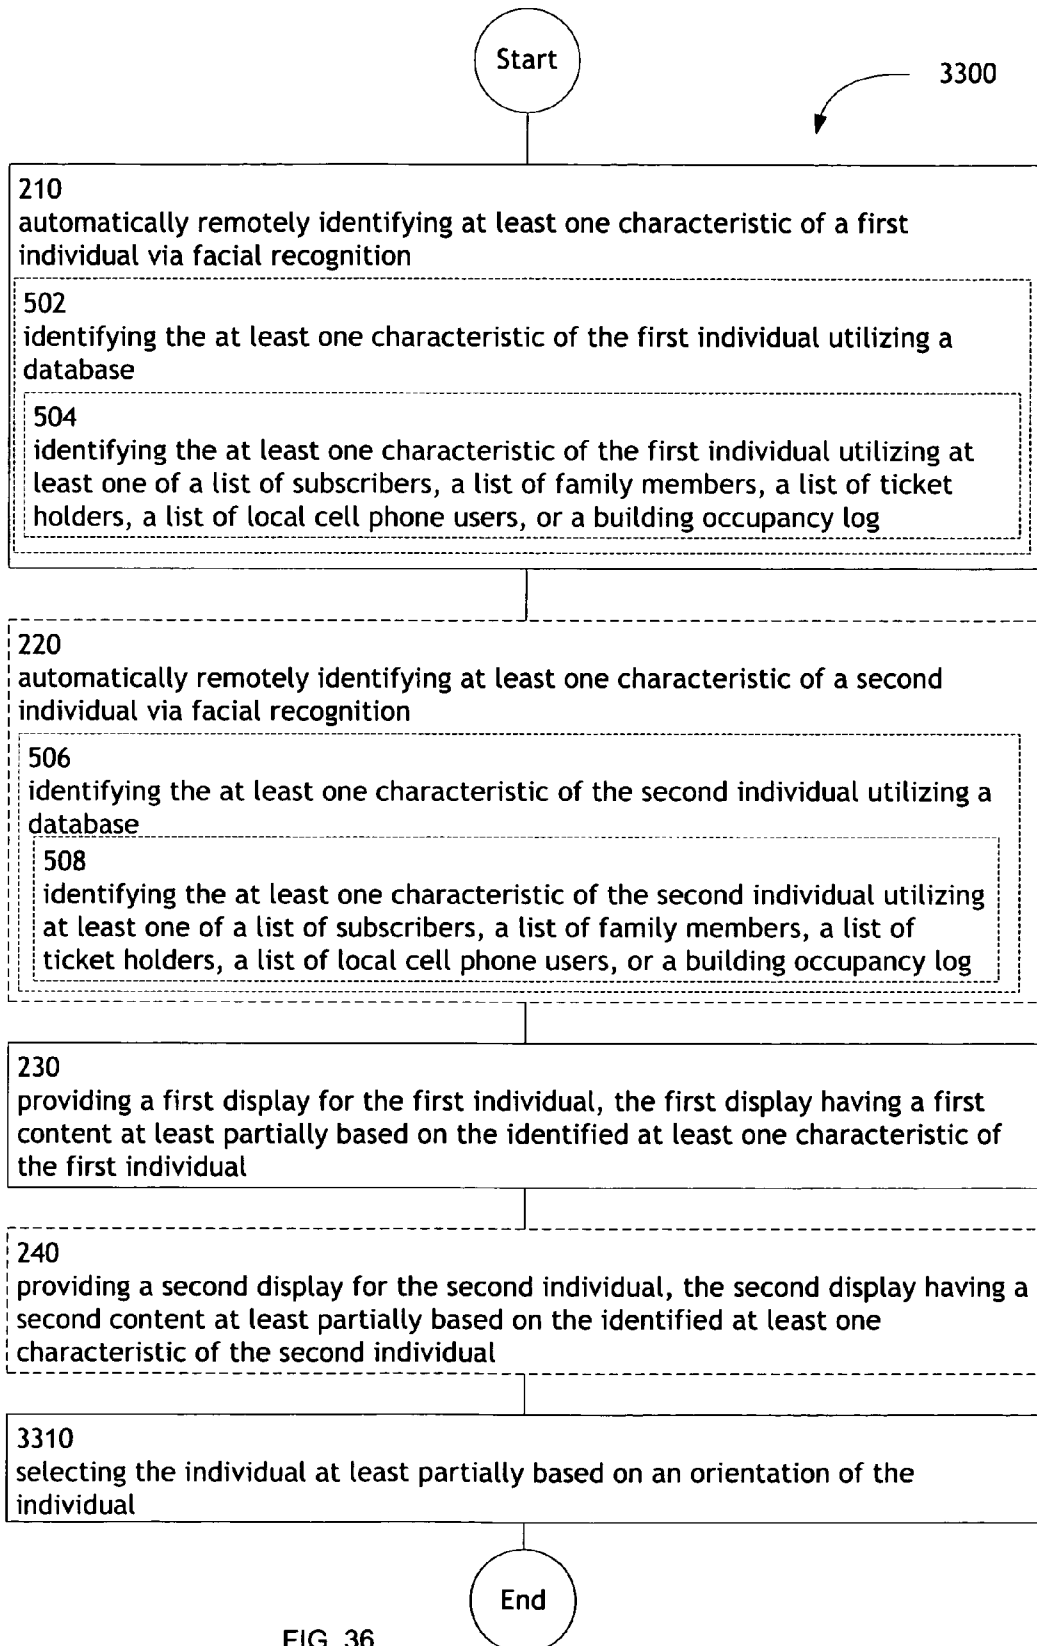 Start
3300
210
automatically remotely identifying at least one characteristic of a first
individual via facial recognition
502
identifying the at least one characteristic of the first individual utilizing a
database
504
identifying the at least one characteristic of the first individual utilizing at
least one of a list of subscribers, a list of family members, a list of ticket
holders, a list of local cell phone users, or a building occupancy log
220
automatically remotely identifying at least one characteristic of a second
individual via facial recognition
506
identifying the at least one characteristic of the second individual utilizing a
database
508
identifying the at least one characteristic of the second individual utilizing
at least one of a list of subscribers, a list of family members, a list of
ticket holders, a list of local cell phone users, or a building occupancy log
230
providing a first display for the first individual, the first display having a first
content at least partially based on the identified at least one characteristic of
the first individual
240
providing a second display for the second individual, the second display having a
second content at least partially based on the identified at least one
characteristic of the second individual
3310
selecting the individual at least partially based on an orientation of the
individual
End
FIG. 36